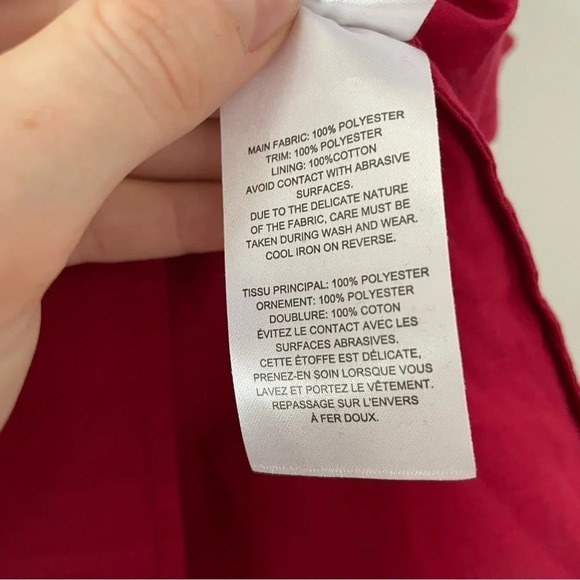 MAIN FABRIC: 100% POLYESTER
TRIM: 100% POLYESTER
LINING: 100%COTTON
AVOID CONTACT WITH ABRASIVE
SURFACES.
DUE TO THE DELICATE NATURE
OF THE FABRIC, CARE MUST BE
TAKEN DURING WASH AND WEAR.
COOL IRON ON REVERSE.
TISSU PRINCIPAL: 100% POLYESTER
ORNEMENT: 100% POLYESTER
DOUBLURE: 100% COTON
ÉVITEZ LE CONTACT AVEC LES
SURFACES ABRASIVES.
CETTE ÉTOFFE EST DÉLICATE,
PRENEZ-EN SOIN LORSQUE VOUS
LAVEZ ET PORTEZ LE VÊTEMENT.
REPASSAGE SUR L'ENVERS
À FER DOUX.